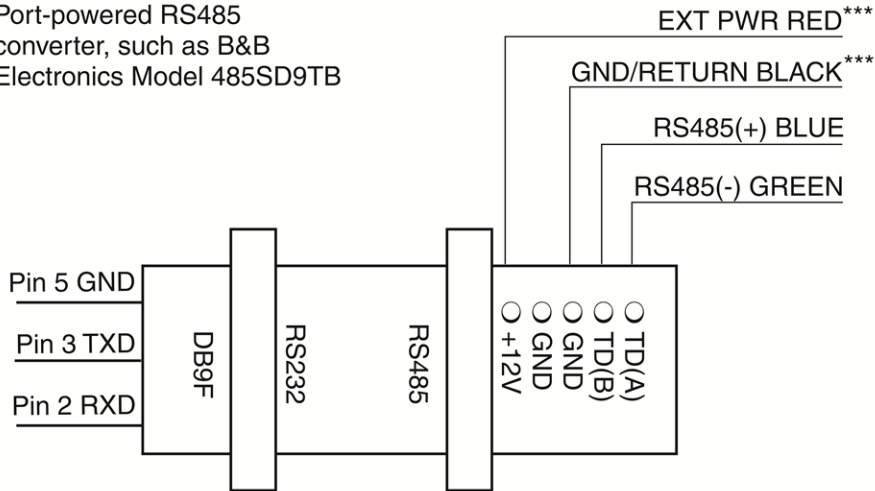 Port-powered RS485
converter, such as B&B
Electronics Model 485SD9TB
EXT PWR RED***
GND/RETURN BLACK***
RS485(+) BLUE
RS485(-) GREEN
Pin 5 GND
Pin 3 TXD
Pin 2 RXD
DB9F
RS232
RS485
+12V
GND
GND
TD(B)
TD(A)